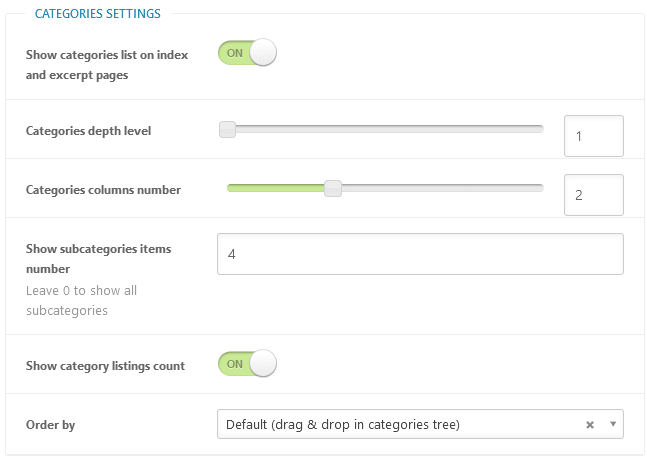 CATEGORIES SETTINGS
Show categories list on index
and excerpt pages
ON
Categories depth level
1
Categories columns number
2
Show subcategories items
number
4
Leave 0 to show all
subcategories
Show category listings count
ON
Order by
Default (drag & drop in categories tree)